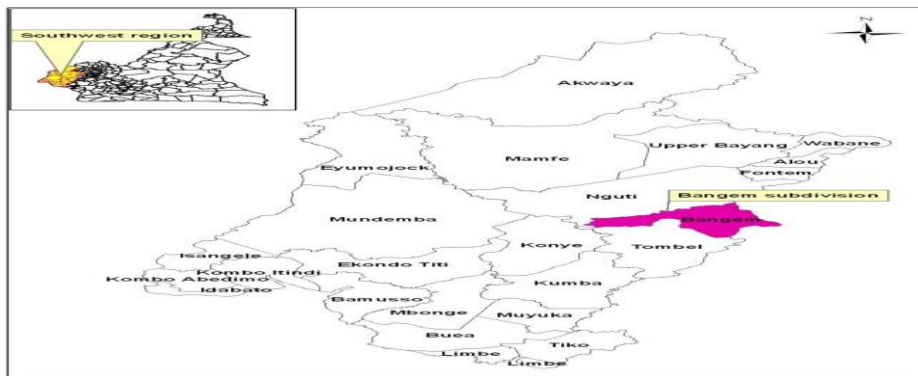 Southwest region
N
Akwaya
Upper Bayang
Wabane
Mamfe
Alou
Eyumojock
Fontem
Nguti
Bangem subdivision
Mundemba
Bangem
Konye
Tombel
Isangele
Ekondo Titi
Kombo Itindi
Kombo Abedimo
Kumba
Idabato
Bamusso
Mbonge
Muyuka
Buea
Tiko
Limbe
Limbe